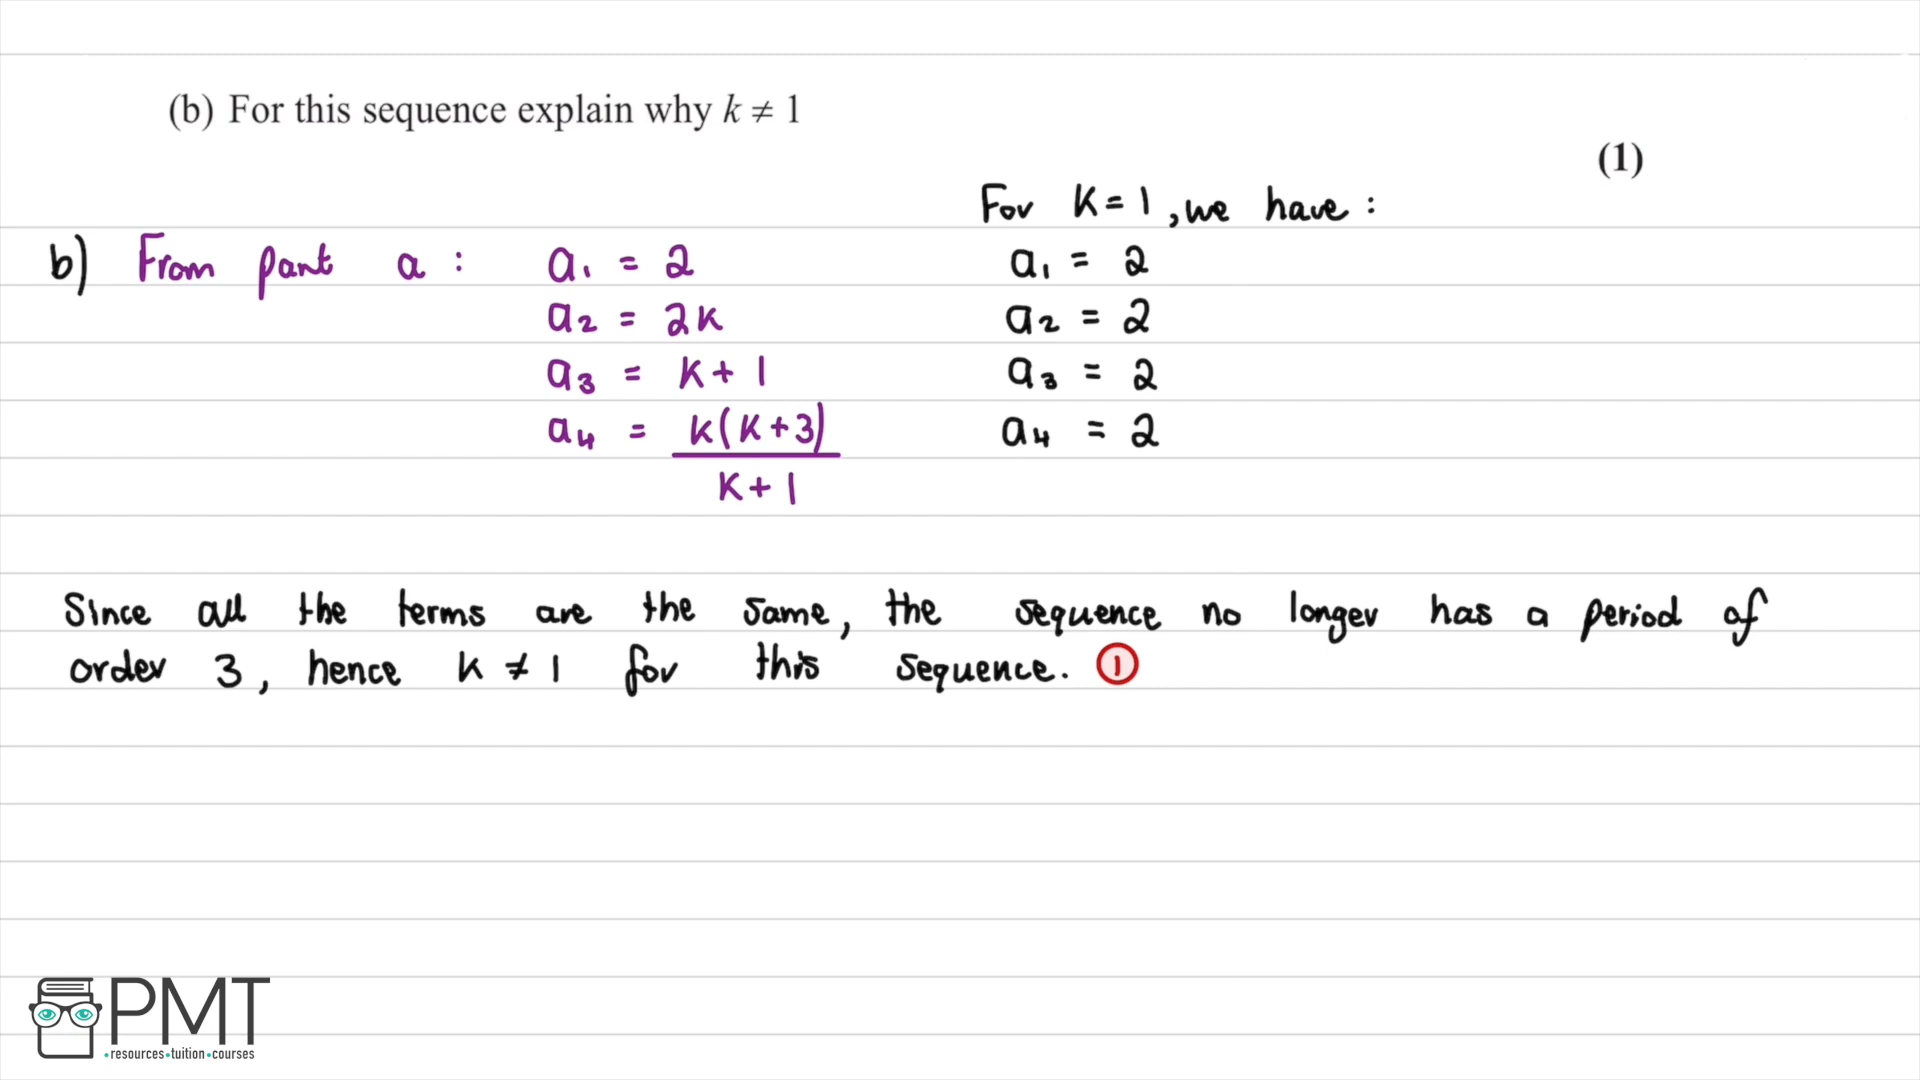 (b) For this sequence explain why k ≠ 1
(1)
b) From part a : a₁ = 2
a₂ = 2k
a₃ = k + 1
a₄ = k(k+3)
k + 1
For k = 1, we have :
a₁ = 2
a₂ = 2
a₃ = 2
a₄ = 2
Since all the terms are the same, the sequence no longer has a period of
order 3, hence k ≠ 1 for this sequence. ①
PMT
•resources•tuition•courses